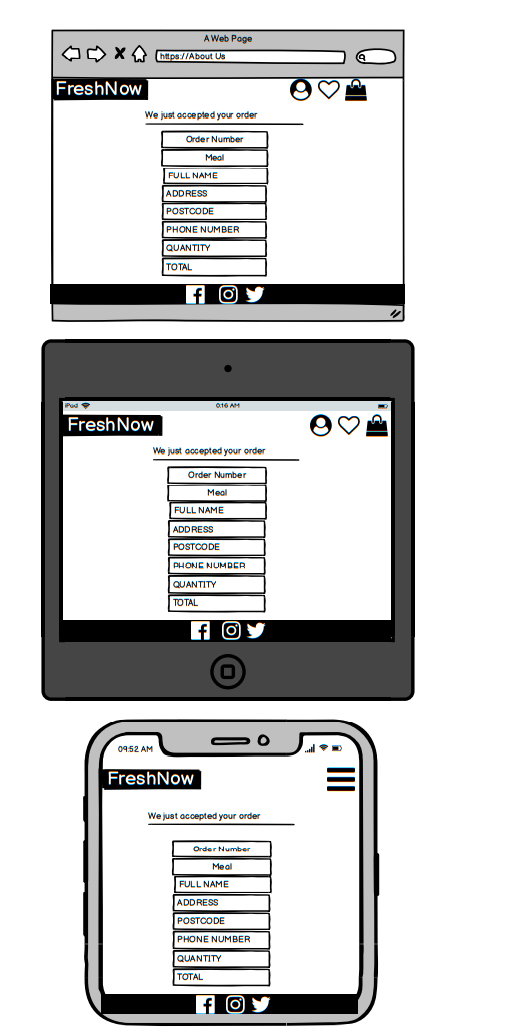 A Web Page
https://About Us
FreshNow
We just accepted your order
Order Number
Meal
FULL NAME
ADDRESS
POSTCODE
PHONE NUMBER
QUANTITY
TOTAL
iPad
0:16 AM
FreshNow
We just accepted your order
Order Number
Meal
FULL NAME
ADDRESS
POSTCODE
PHONE NUMBER
QUANTITY
TOTAL
09:52 AM
FreshNow
We just accepted your order
Order Number
Meal
FULL NAME
ADDRESS
POSTCODE
PHONE NUMBER
QUANTITY
TOTAL